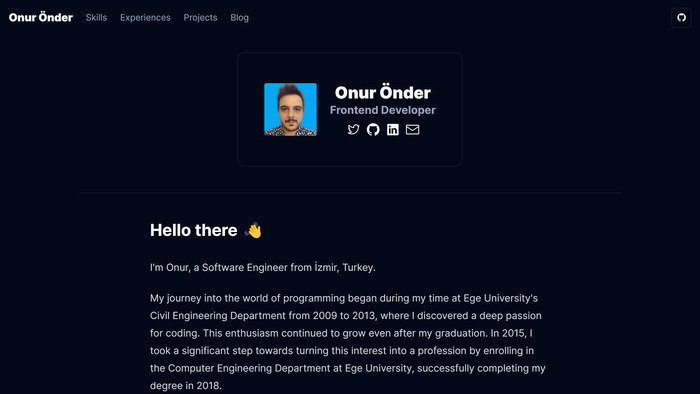 Onur Önder Skills Experiences Projects Blog
Onur Önder
Frontend Developer
Hello there 👋
I'm Onur, a Software Engineer from İzmir, Turkey.
My journey into the world of programming began during my time at Ege University's
Civil Engineering Department from 2009 to 2013, where I discovered a deep passion
for coding. This enthusiasm continued to grow even after my graduation. In 2015, I
took a significant step towards turning this interest into a profession by enrolling in
the Computer Engineering Department at Ege University, successfully completing my
degree in 2018.